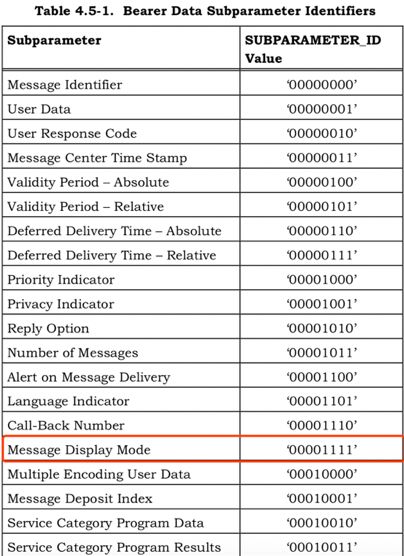 Table 4.5-1. Bearer Data Subparameter Identifiers
Subparameter SUBPARAMETER_ID
Value
Message Identifier ‘00000000’
User Data ‘00000001’
User Response Code ‘00000010’
Message Center Time Stamp ‘00000011’
Validity Period – Absolute ‘00000100’
Validity Period – Relative ‘00000101’
Deferred Delivery Time – Absolute ‘00000110’
Deferred Delivery Time – Relative ‘00000111’
Priority Indicator ‘00001000’
Privacy Indicator ‘00001001’
Reply Option ‘00001010’
Number of Messages ‘00001011’
Alert on Message Delivery ‘00001100’
Language Indicator ‘00001101’
Call-Back Number ‘00001110’
Message Display Mode ‘00001111’
Multiple Encoding User Data ‘00010000’
Message Deposit Index ‘00010001’
Service Category Program Data ‘00010010’
Service Category Program Results ‘00010011’